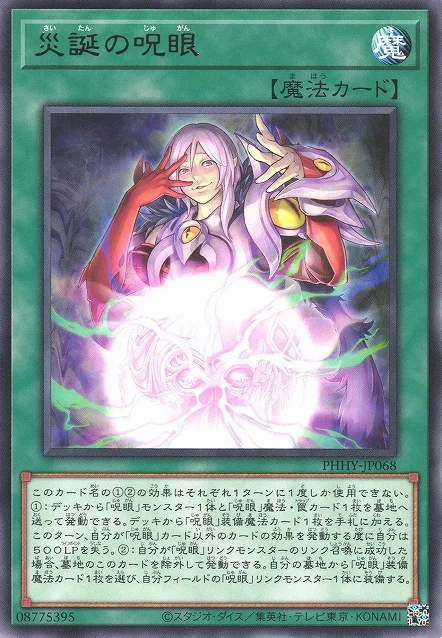 災誕の呪眼
【魔法カード】
PHHY-JP068
このカード名の①②の効果はそれぞれ1ターンに1度しか使用できない。
①：デッキから「呪眼」モンスター1体と「呪眼」魔法・罠カード1枚を墓地へ
送って発動できる。デッキから「呪眼」装備魔法カード1枚を手札に加える。
このターン、自分が「呪眼」カード以外のカードの効果を発動する度に自分は
500LPを失う。②：自分が「呪眼」リンクモンスターのリンク召喚に成功した
場合、墓地のこのカードを除外して発動できる。自分の墓地から「呪眼」装備
魔法カード1枚を選び、自分フィールドの「呪眼」リンクモンスター1体に装備する。
08775395
©スタジオ・ダイス／集英社・テレビ東京・KONAMI